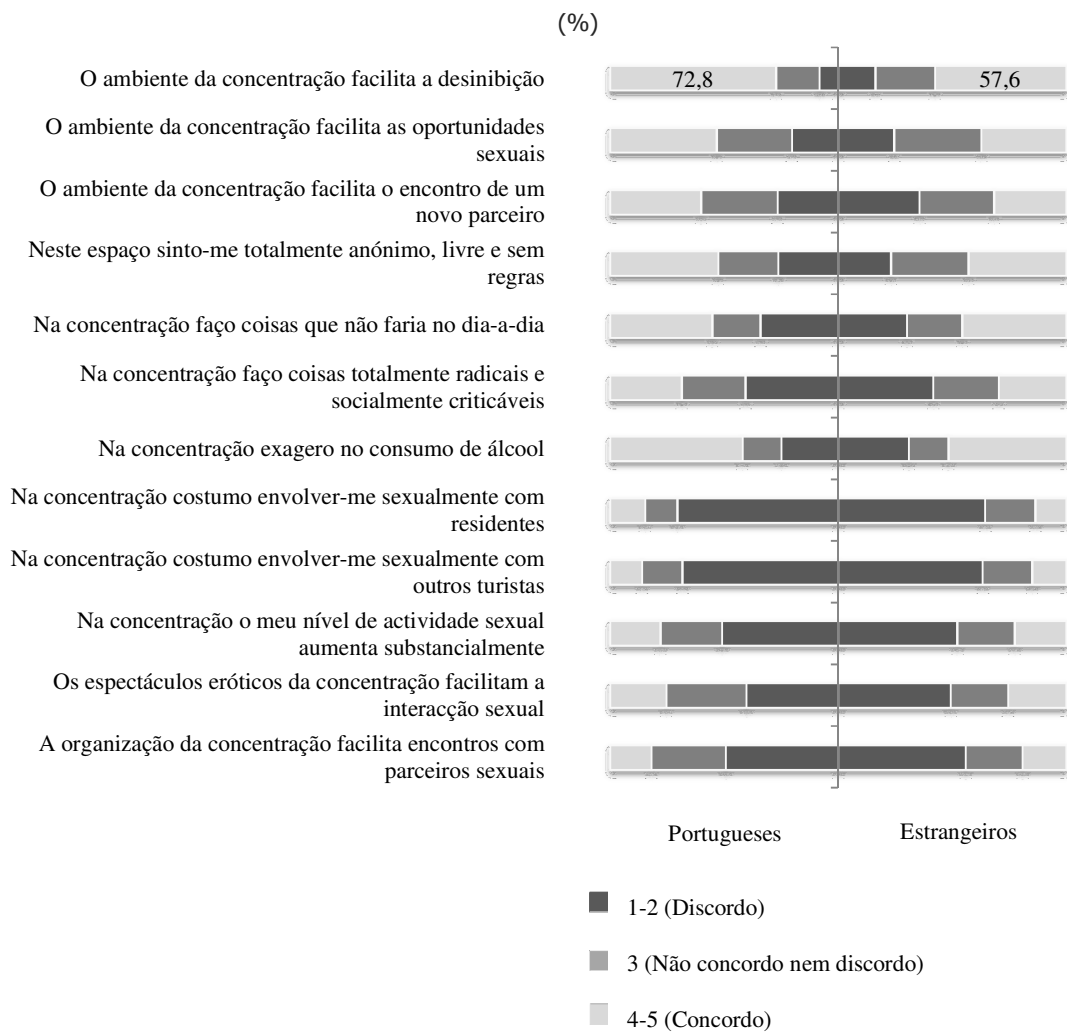 (%)
O ambiente da concentração facilita a desinibição
72,8
57,6
O ambiente da concentração facilita as oportunidades
sexuais
O ambiente da concentração facilita o encontro de um
novo parceiro
Neste espaço sinto-me totalmente anónimo, livre e sem
regras
Na concentração faço coisas que não faria no dia-a-dia
Na concentração faço coisas totalmente radicais e
socialmente criticáveis
Na concentração exagero no consumo de álcool
Na concentração costumo envolver-me sexualmente com
residentes
Na concentração costumo envolver-me sexualmente com
outros turistas
Na concentração o meu nível de actividade sexual
aumenta substancialmente
Os espectáculos eróticos da concentração facilitam a
interacção sexual
A organização da concentração facilita encontros com
parceiros sexuais
Portugueses
Estrangeiros
1-2 (Discordo)
3 (Não concordo nem discordo)
4-5 (Concordo)